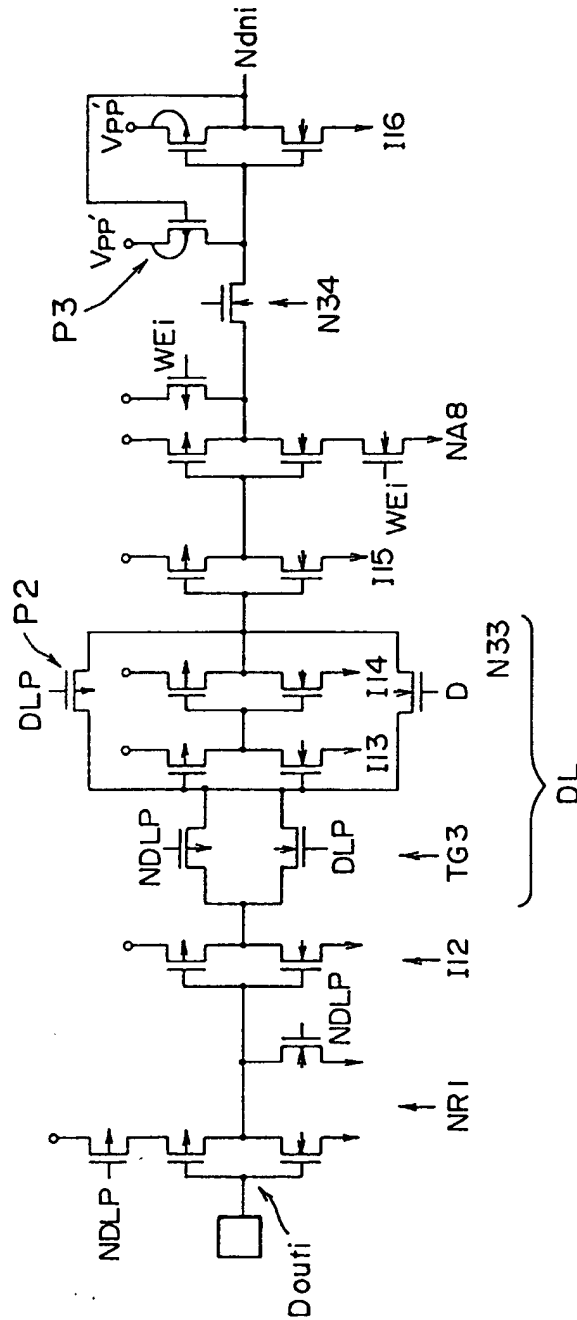 DLP
P2
P3
VPP'
VPP'
NDLP
NDLP
WEi
Ndni
Douti
NDLP
DLP
I13
I14
D
I15
WEi
NA8
N34
I16
NR1
I12
TG3
N33
DL